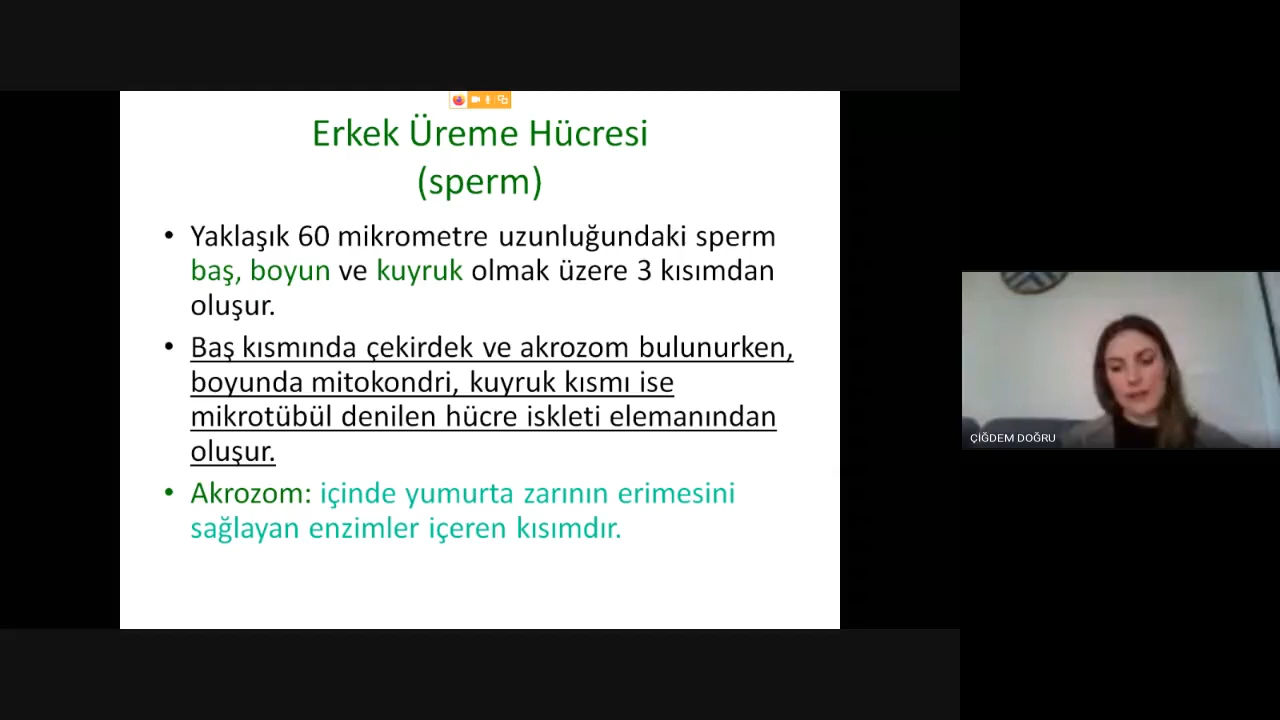 Erkek Üreme Hücresi
(sperm)
• Yaklaşık 60 mikrometre uzunluğundaki sperm
baş, boyun ve kuyruk olmak üzere 3 kısımdan
oluşur.
• Baş kısmında çekirdek ve akrozom bulunurken,
boyunda mitokondri, kuyruk kısmı ise
mikrotübül denilen hücre iskleti elemanından
oluşur.
• Akrozom: içinde yumurta zarının erimesini
sağlayan enzimler içeren kısımdır.
ÇİĞDEM DOĞRU